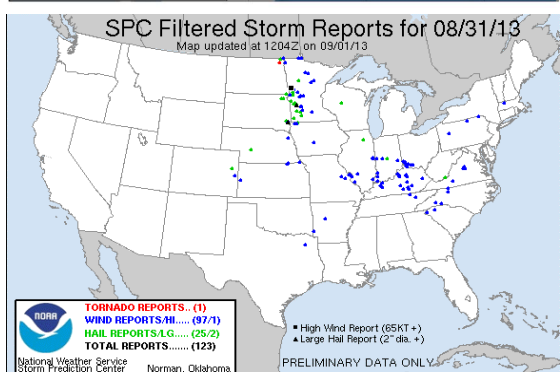 SPC Filtered Storm Reports for 08/31/13
Map updated at 1204Z on 09/01/13
NOAA
TORNADO REPORTS.. (1)
WIND REPORTS/HI..... (97/1)
HAIL REPORTS/LG..... (25/2)
TOTAL REPORTS....... (123)
National Weather Service
Storm Prediction Center Norman, Oklahoma
High Wind Report (65KT +)
Large Hail Report (2" dia. +)
PRELIMINARY DATA ONLY